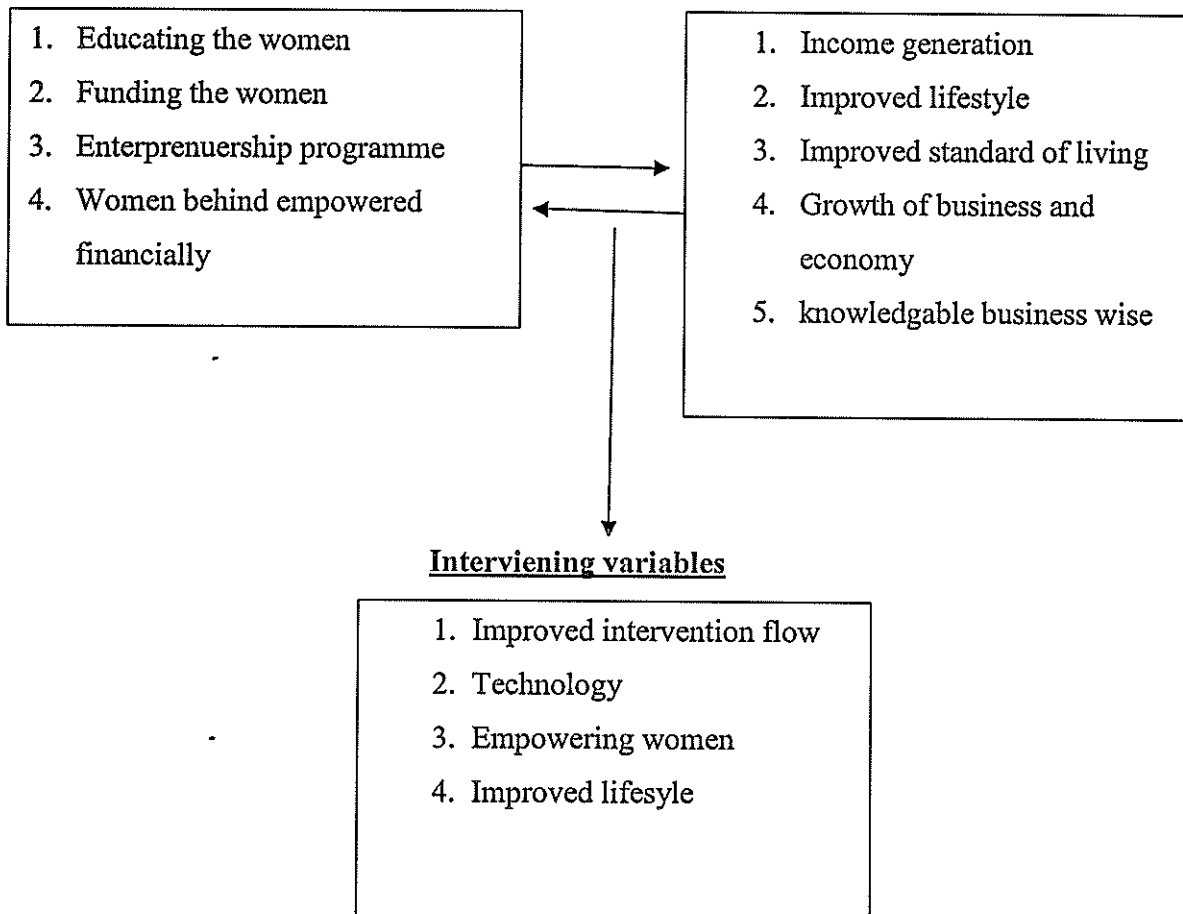 1. Educating the women
2. Funding the women
3. Enterprenuership programme
4. Women behind empowered
financially
1. Income generation
2. Improved lifestyle
3. Improved standard of living
4. Growth of business and
economy
5. knowledgable business wise
Interviening variables
1. Improved intervention flow
2. Technology
3. Empowering women
4. Improved lifesyle